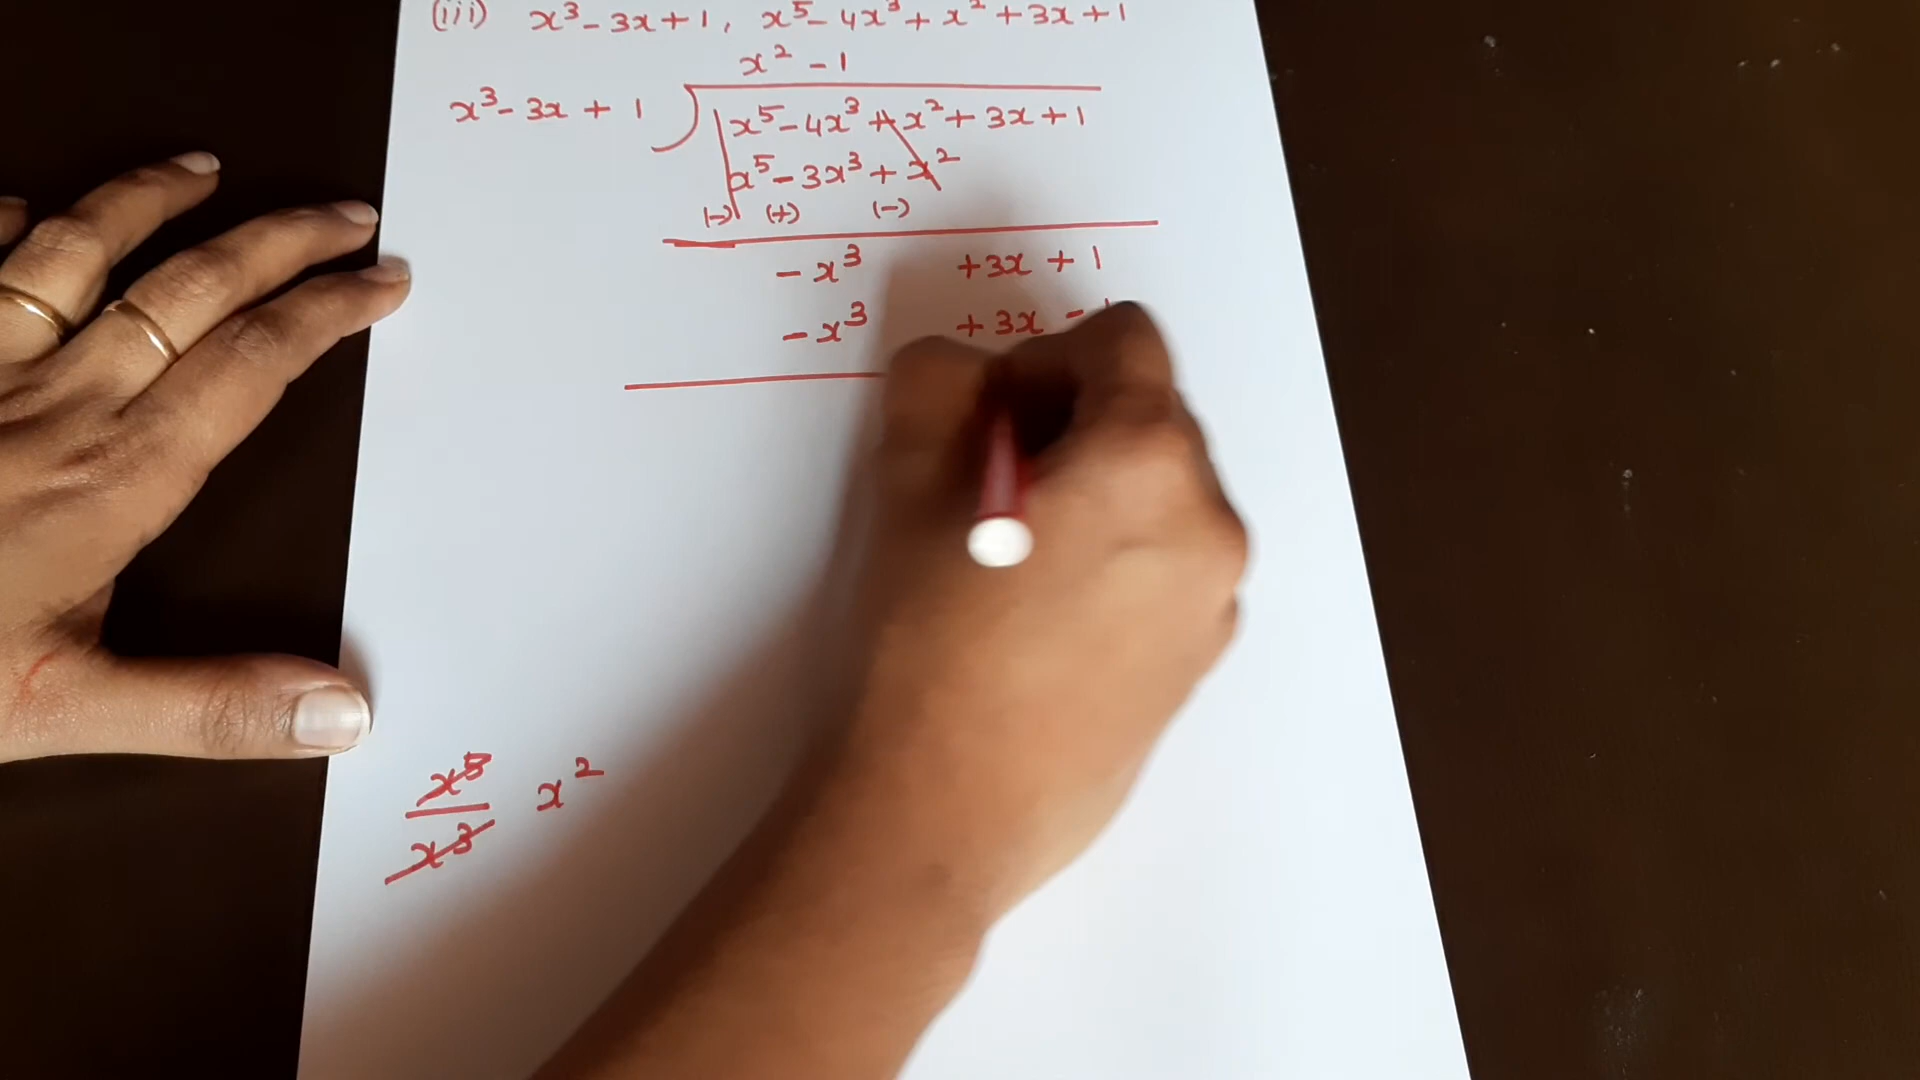 (iii) x³ - 3x + 1, x⁵ - 4x³ + x² + 3x + 1
x² - 1
x³ - 3x + 1 ) x⁵ - 4x³ + x² + 3x + 1
x⁵ - 3x³ + x²
(-) (+) (-)
- x³ + 3x + 1
- x³ + 3x -
x⁵
x³
x²